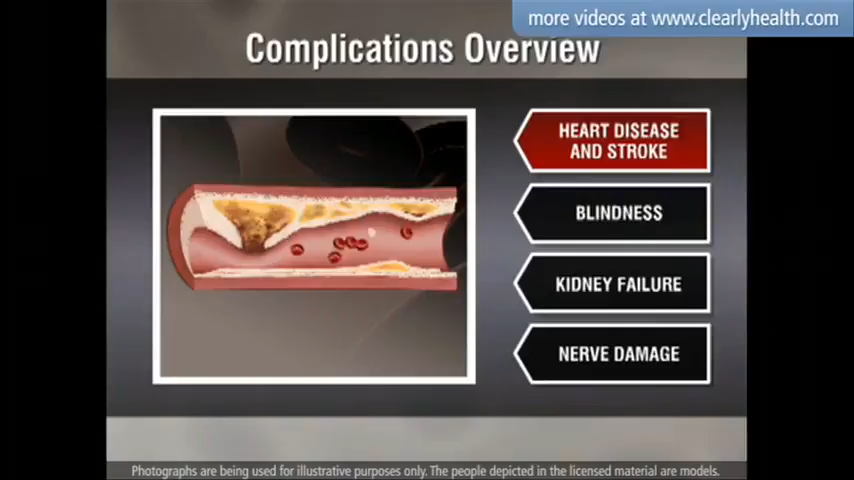 more videos at www.clearlyhealth.com
Complications Overview
HEART DISEASE
AND STROKE
BLINDNESS
KIDNEY FAILURE
NERVE DAMAGE
Photographs are being used for illustrative purposes only. The people depicted in the licensed material are models.